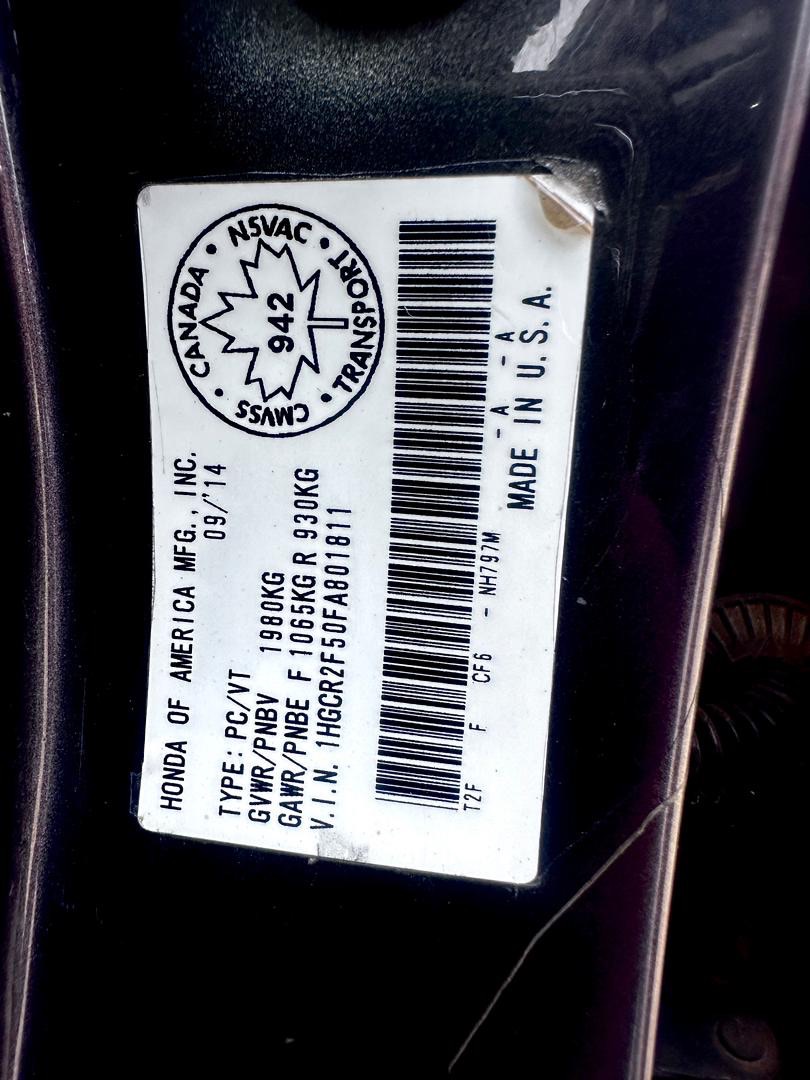 HONDA OF AMERICA MFG., INC.
09/'14
TYPE: PC/VT
GVWR/PNBV 1980KG
GAWR/PNBE F 1065KG R 930KG
V.I.N. 1HGCR2F50FA801811
CANADA • NSVAC • TRANSPORT • CMVSS •
942
T2F F CF6 - NH797M -A -A
MADE IN U.S.A.